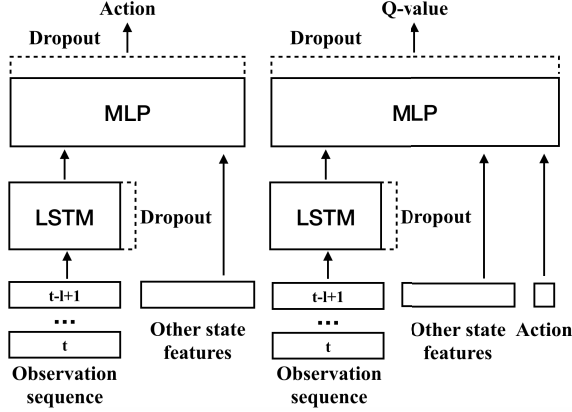 Action
Dropout
MLP
LSTM
Dropout
t-l+1
...
t
Observation
sequence
Other state
features
Q-value
Dropout
MLP
LSTM
Dropout
t-l+1
...
t
Observation
sequence
Other state
features
Action